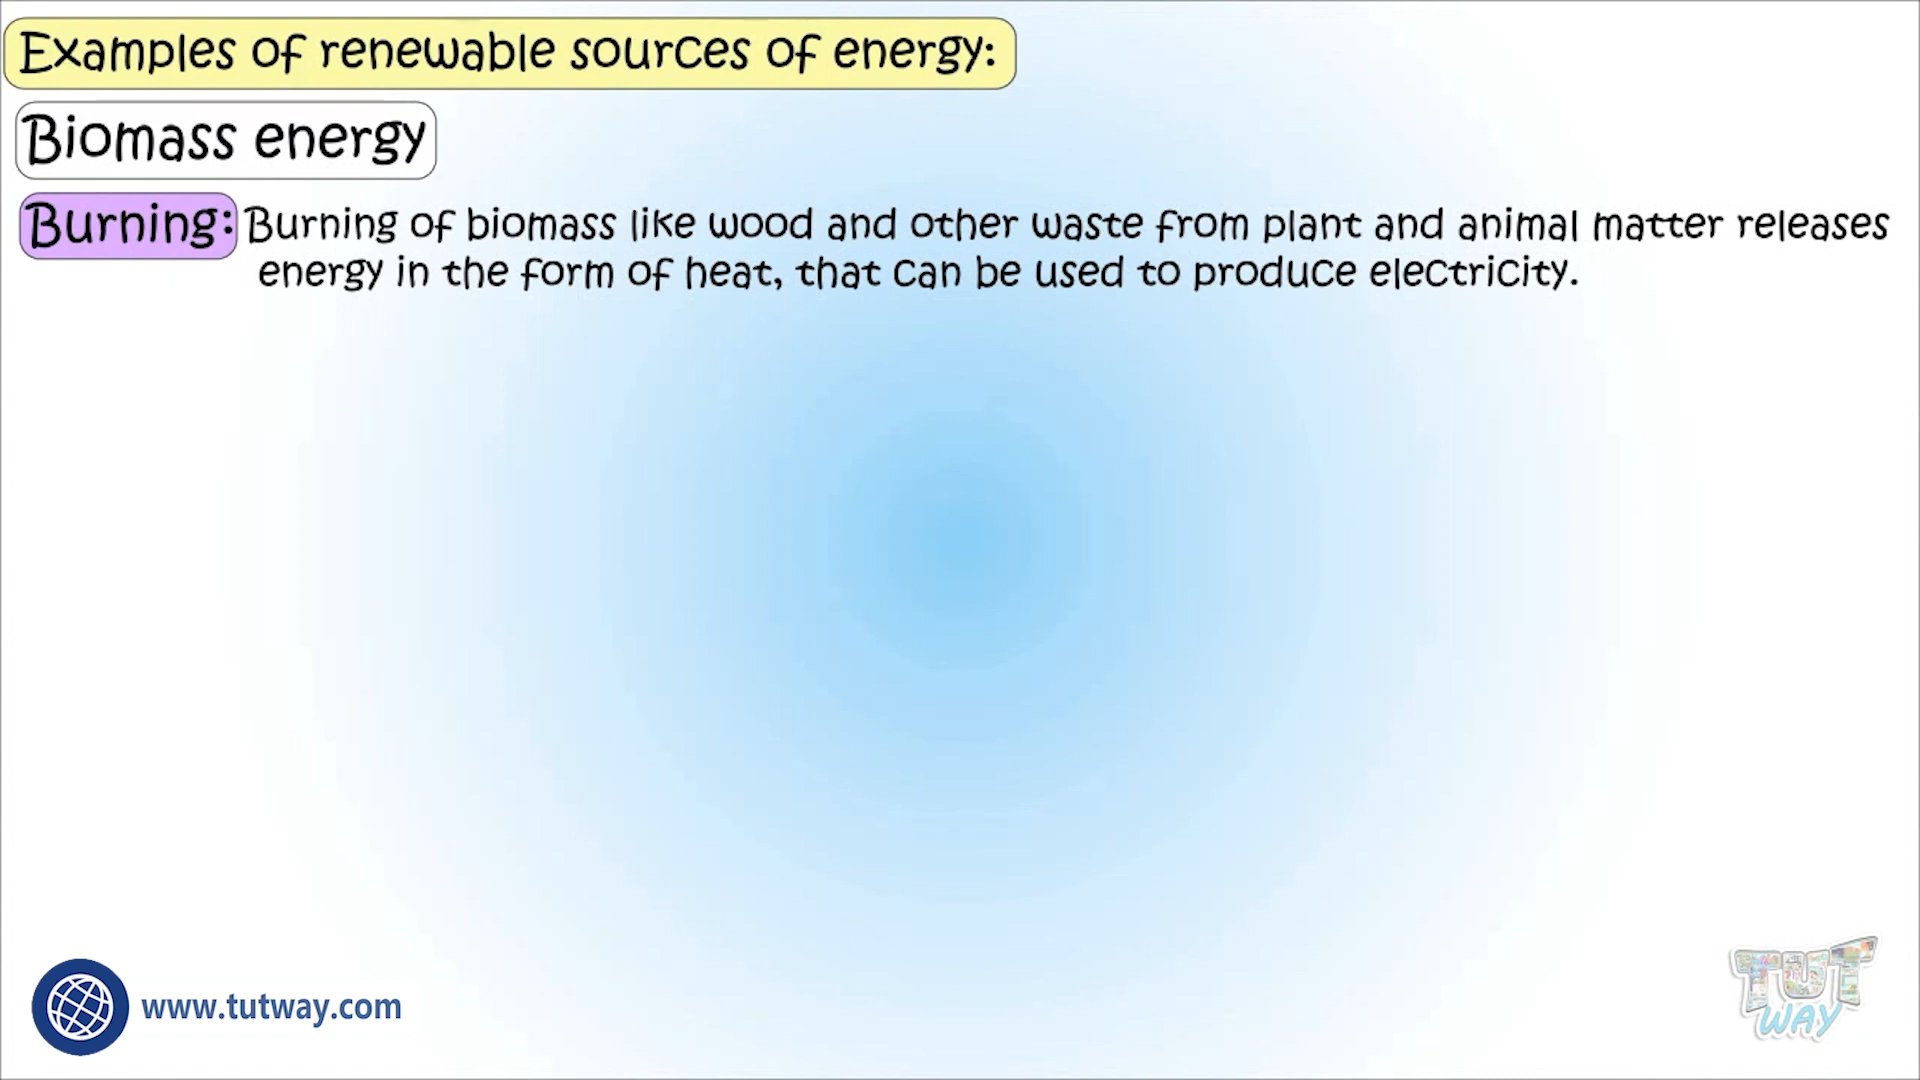 Examples of renewable sources of energy:
Biomass energy
Burning: Burning of biomass like wood and other waste from plant and animal matter releases
energy in the form of heat, that can be used to produce electricity.
www.tutway.com
TUT
WAY